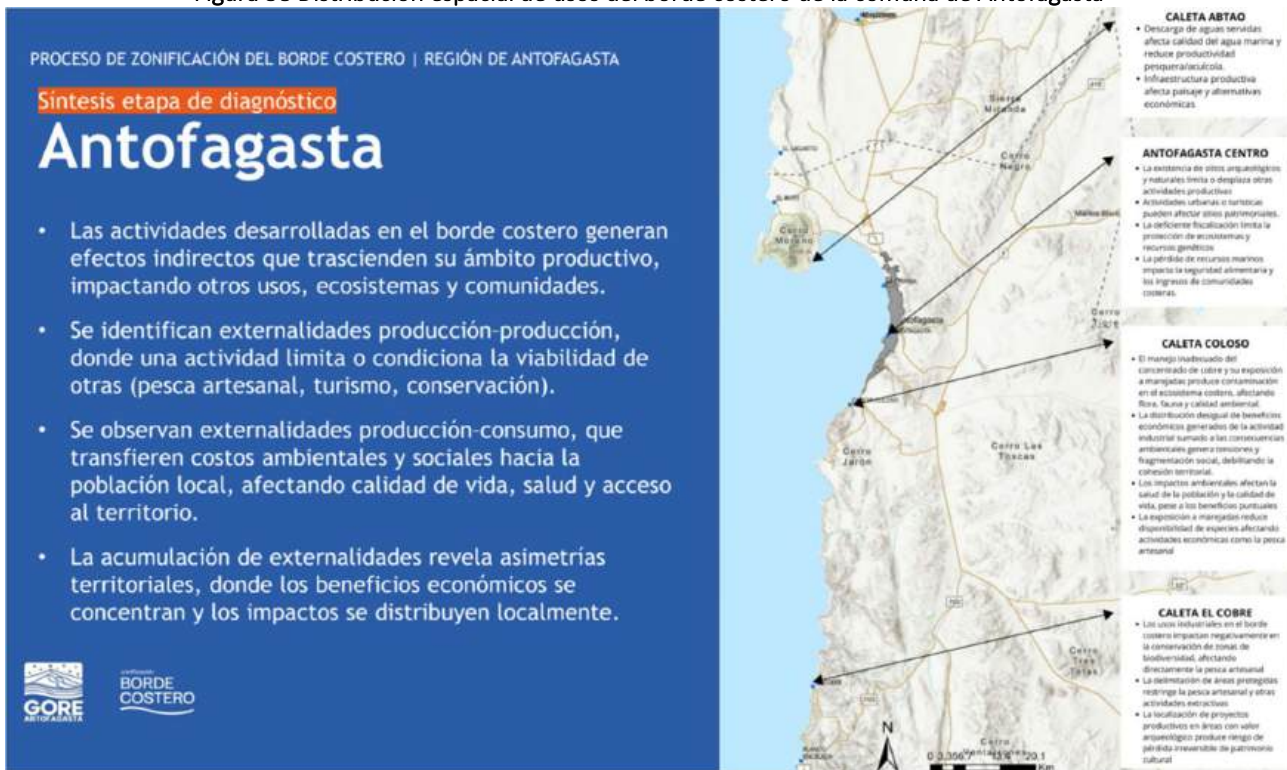 PROCESO DE ZONIFICACIÓN DEL BORDE COSTERO | REGIÓN DE ANTOFAGASTA
Síntesis etapa de diagnóstico
Antofagasta
• Las actividades desarrolladas en el borde costero generan
efectos indirectos que trascienden su ámbito productivo,
impactando otros usos, ecosistemas y comunidades.
• Se identifican externalidades producción-producción,
donde una actividad limita o condiciona la viabilidad de
otras (pesca artesanal, turismo, conservación).
• Se observan externalidades producción-consumo, que
transfieren costos ambientales y sociales hacia la
población local, afectando calidad de vida, salud y acceso
al territorio.
• La acumulación de externalidades revela asimetrías
territoriales, donde los beneficios económicos se
concentran y los impactos se distribuyen localmente.
GORE
ANTOFAGASTA
BORDE
COSTERO
Sierra
Miranda
Cerro
Negro
Cerro
Moreno
Cerro
Jarón
Cerro Las
Toscas
Cerro
Tres
Tetas
Cerro
N
Km
CALETA ABTAO
• Descarga de aguas servidas
afecta calidad del agua marina y
reduce productividad
pesquera/acuícola.
• Infraestructura productiva
afecta paisaje y alternativas
económicas
ANTOFAGASTA CENTRO
• La existencia de sitios arqueológicos
y naturales limita o desplaza otras
actividades productivas
• Actividades urbanas o turísticas
pueden afectar sitios patrimoniales.
• La deficiente fiscalización limita la
protección de ecosistemas y
recursos genéticos
• La pérdida de recursos marinos
impacta la seguridad alimentaria y
los ingresos de comunidades
costeras.
CALETA COLOSO
• El manejo inadecuado del
concentrado de cobre y su exposición
a marejadas produce contaminación
en el ecosistema costero, afectando
flora, fauna y calidad ambiental.
• La distribución desigual de beneficios
económicos generados de la actividad
industrial sumado a las consecuencias
ambientales genera tensiones y
fragmentación social, debilitando la
cohesión territorial.
• Los impactos ambientales afectan la
salud de la población y la calidad de
vida, pese a los beneficios puntuales
• La exposición a marejadas reduce
disponibilidad de especies afectando
actividades económicas como la pesca
artesanal
CALETA EL COBRE
• Los usos industriales en el borde
costero impactan negativamente en
la conservación de zonas de
biodiversidad, afectando
directamente la pesca artesanal
• La delimitación de áreas protegidas
restringe la pesca artesanal y otras
actividades extractivas
• La localización de proyectos
productivos en áreas con valor
arqueológico produce riesgo de
pérdida irreversible de patrimonio
cultural